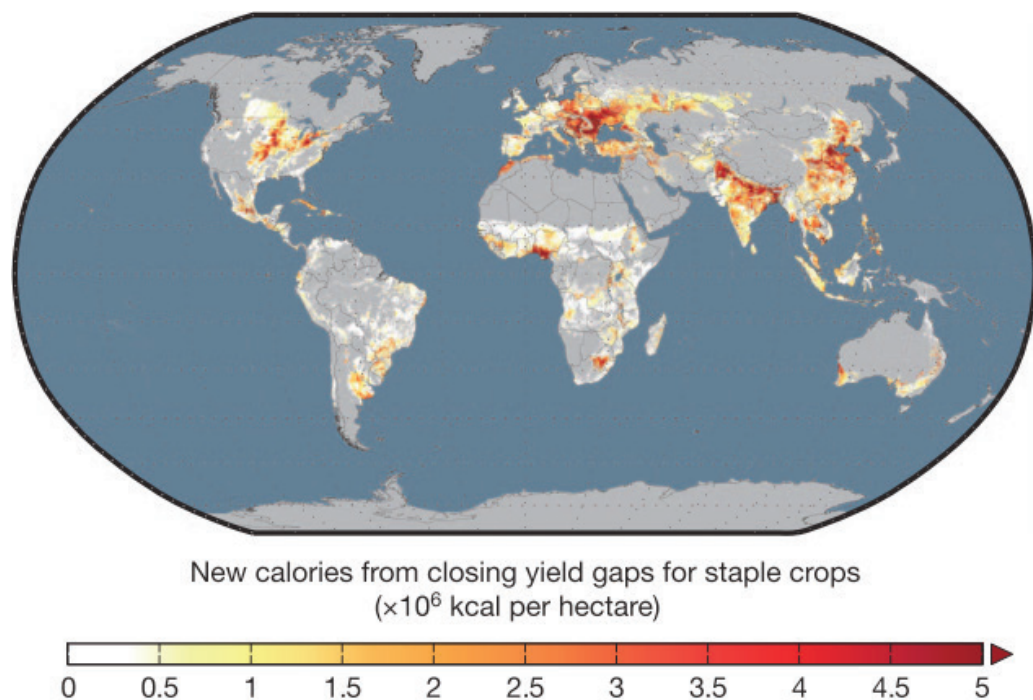 New calories from closing yield gaps for staple crops
(×10⁶ kcal per hectare)
0 0.5 1 1.5 2 2.5 3 3.5 4 4.5 5